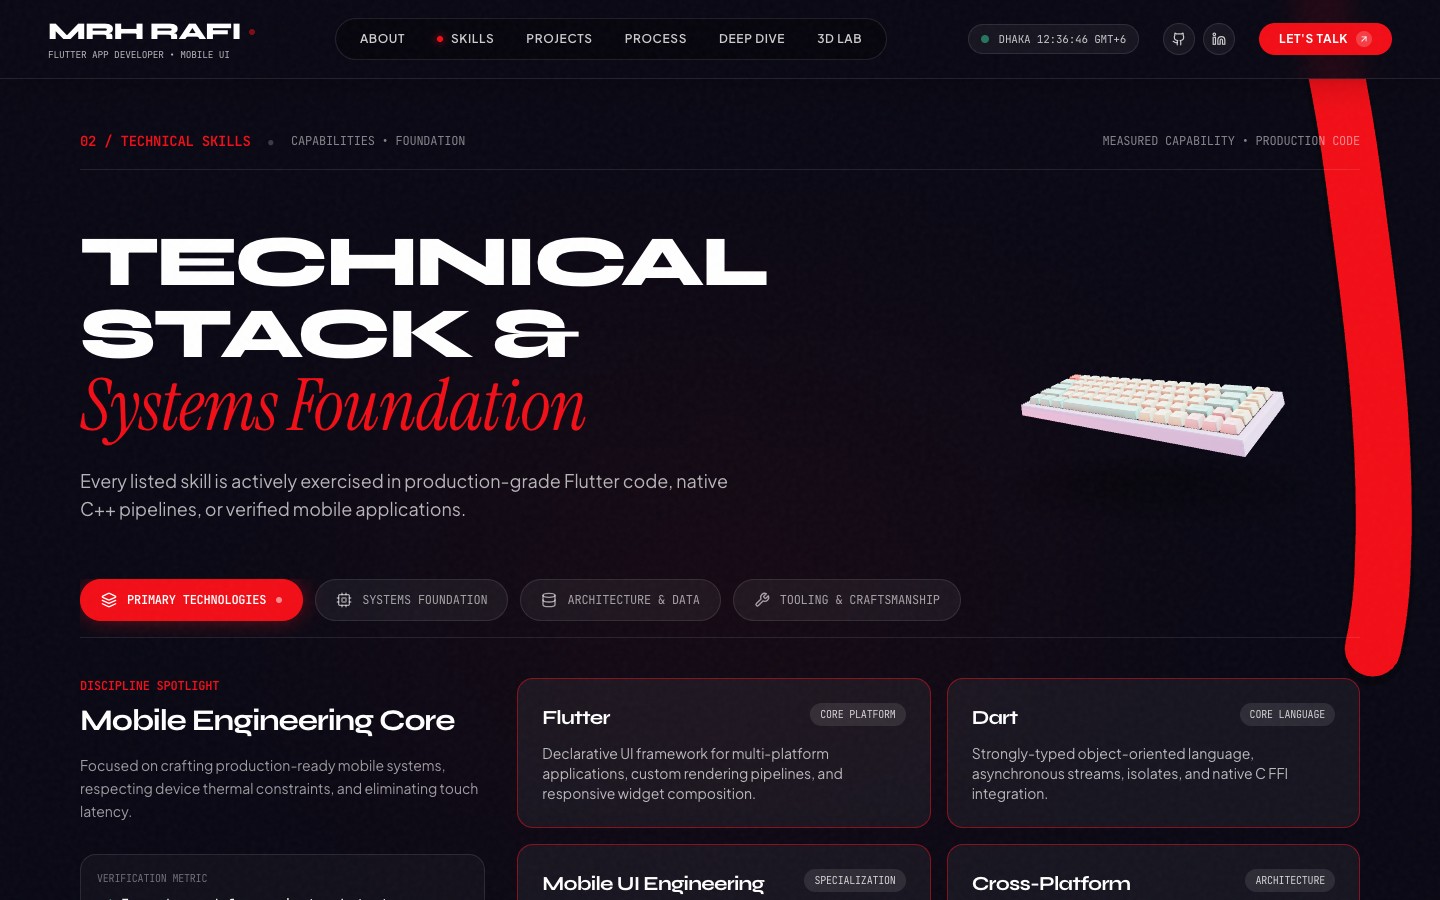 MRH RAFI
FLUTTER APP DEVELOPER • MOBILE UI
ABOUT
SKILLS
PROJECTS
PROCESS
DEEP DIVE
3D LAB
DHAKA 12:36:46 GMT+6
LET'S TALK
02 / TECHNICAL SKILLS
CAPABILITIES • FOUNDATION
MEASURED CAPABILITY • PRODUCTION CODE
TECHNICAL
STACK &
Systems Foundation
Every listed skill is actively exercised in production-grade Flutter code, native
C++ pipelines, or verified mobile applications.
PRIMARY TECHNOLOGIES
SYSTEMS FOUNDATION
ARCHITECTURE & DATA
TOOLING & CRAFTSMANSHIP
DISCIPLINE SPOTLIGHT
Mobile Engineering Core
Focused on crafting production-ready mobile systems,
respecting device thermal constraints, and eliminating touch
latency.
VERIFICATION METRIC
Flutter
CORE PLATFORM
Declarative UI framework for multi-platform
applications, custom rendering pipelines, and
responsive widget composition.
Dart
CORE LANGUAGE
Strongly-typed object-oriented language,
asynchronous streams, isolates, and native C FFI
integration.
Mobile UI Engineering
SPECIALIZATION
Cross-Platform
ARCHITECTURE